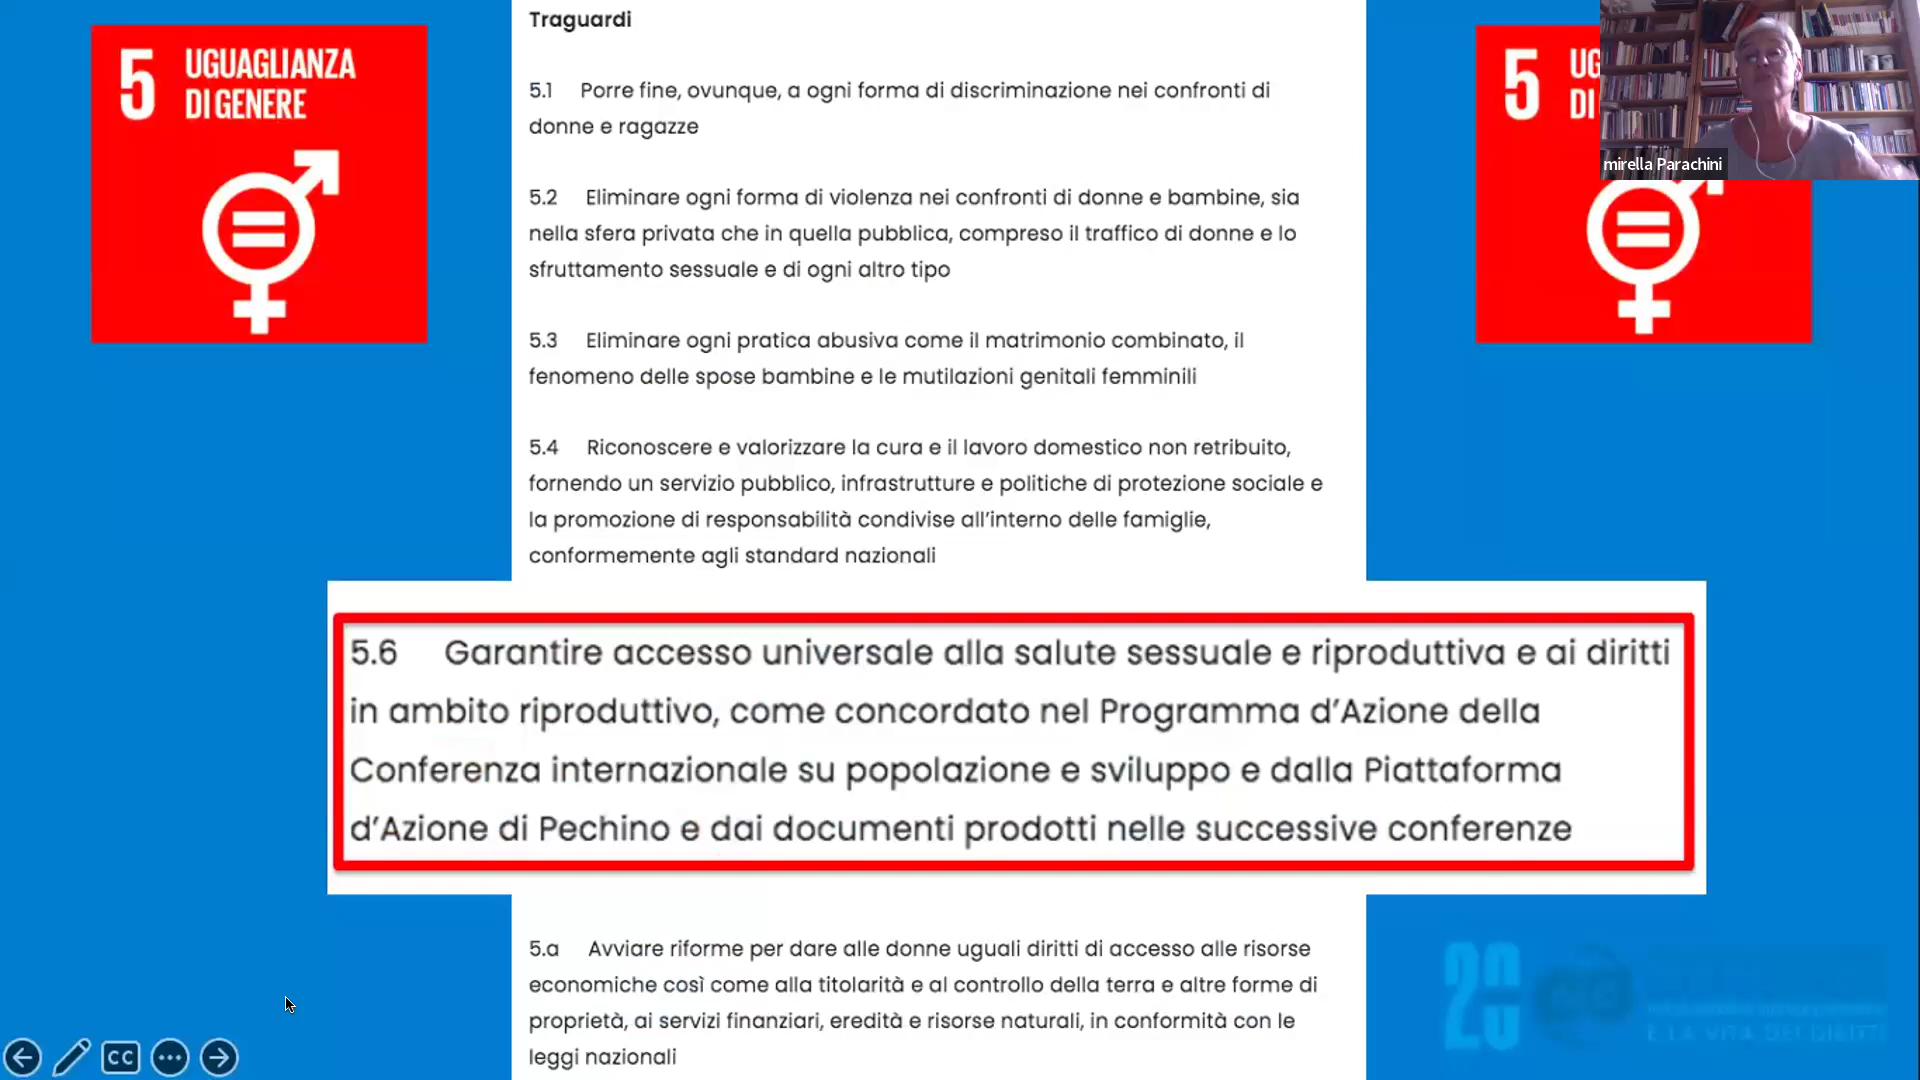 Traguardi
5 UGUAGLIANZA
DI GENERE
5 UG
DI
mirella Parachini
5.1 Porre fine, ovunque, a ogni forma di discriminazione nei confronti di
donne e ragazze
5.2 Eliminare ogni forma di violenza nei confronti di donne e bambine, sia
nella sfera privata che in quella pubblica, compreso il traffico di donne e lo
sfruttamento sessuale e di ogni altro tipo
5.3 Eliminare ogni pratica abusiva come il matrimonio combinato, il
fenomeno delle spose bambine e le mutilazioni genitali femminili
5.4 Riconoscere e valorizzare la cura e il lavoro domestico non retribuito,
fornendo un servizio pubblico, infrastrutture e politiche di protezione sociale e
la promozione di responsabilità condivise all'interno delle famiglie,
conformemente agli standard nazionali
5.6 Garantire accesso universale alla salute sessuale e riproduttiva e ai diritti
in ambito riproduttivo, come concordato nel Programma d'Azione della
Conferenza internazionale su popolazione e sviluppo e dalla Piattaforma
d'Azione di Pechino e dai documenti prodotti nelle successive conferenze
5.a Avviare riforme per dare alle donne uguali diritti di accesso alle risorse
economiche così come alla titolarità e al controllo della terra e altre forme di
proprietà, ai servizi finanziari, eredità e risorse naturali, in conformità con le
leggi nazionali
E LA VITA DEI DIRITTI
CC